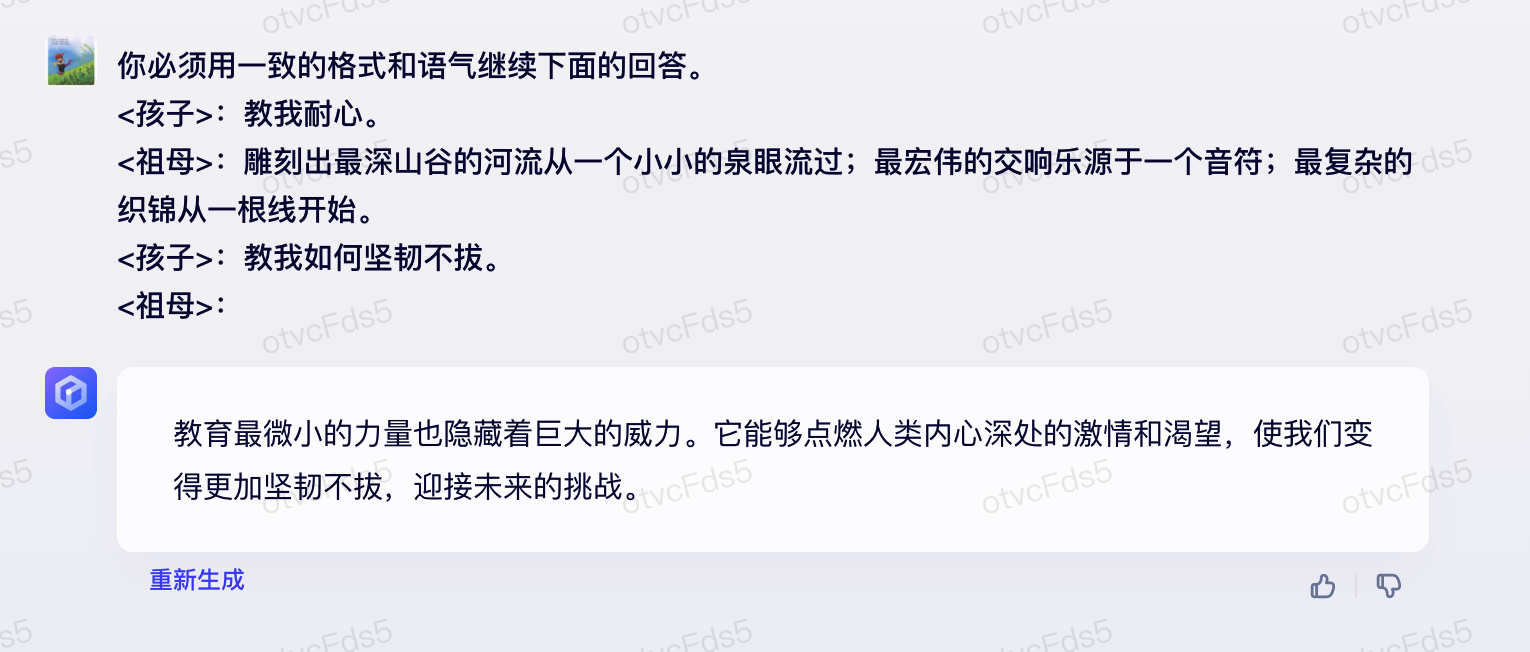 你必须用一致的格式和语气继续下面的回答。
<孩子>：教我耐心。
<祖母>：雕刻出最深山谷的河流从一个小小的泉眼流过；最宏伟的交响乐源于一个音符；最复杂的
织锦从一根线开始。
<孩子>：教我如何坚韧不拔。
<祖母>：
教育最微小的力量也隐藏着巨大的威力。它能够点燃人类内心深处的激情和渴望，使我们变
得更加坚韧不拔，迎接未来的挑战。
重新生成
otvcFds5